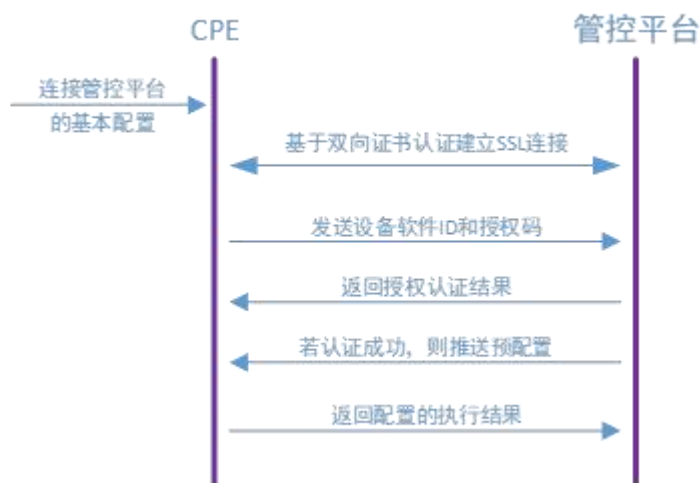 CPE
管控平台
连接管控平台
的基本配置
基于双向证书认证建立SSL连接
发送设备软件ID和授权码
返回授权认证结果
若认证成功，则推送预配置
返回配置的执行结果